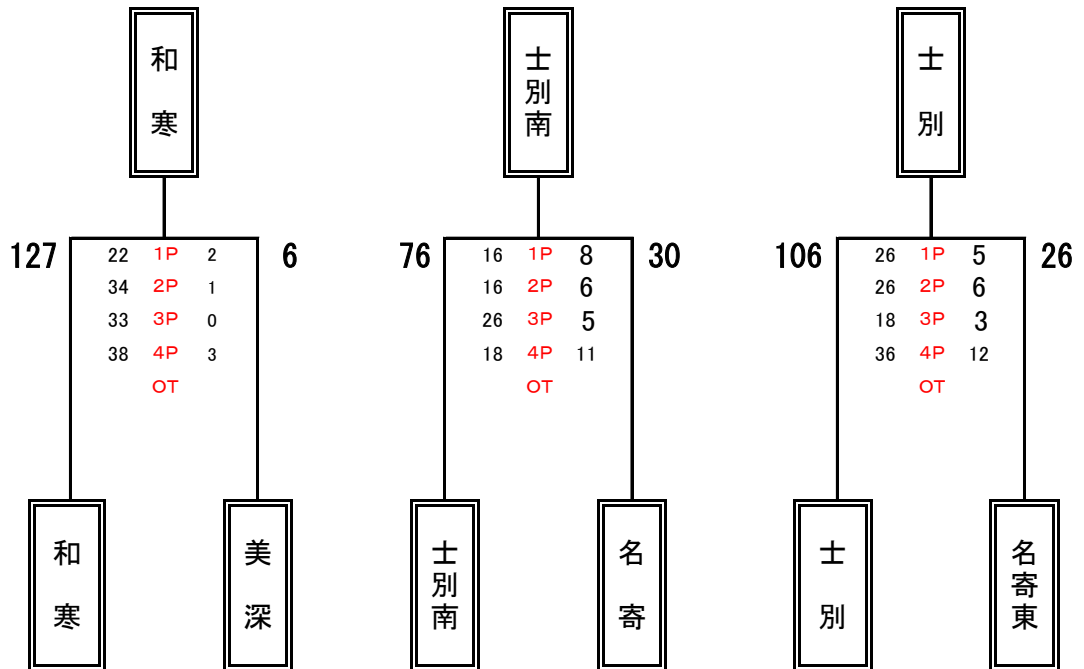 和寒
士別南
士別
127 22 1P 2 6
34 2P 1
33 3P 0
38 4P 3
OT
76 16 1P 8 30
16 2P 6
26 3P 5
18 4P 11
OT
106 26 1P 5 26
26 2P 6
18 3P 3
36 4P 12
OT
和寒
美深
士別南
名寄
士別
名寄東